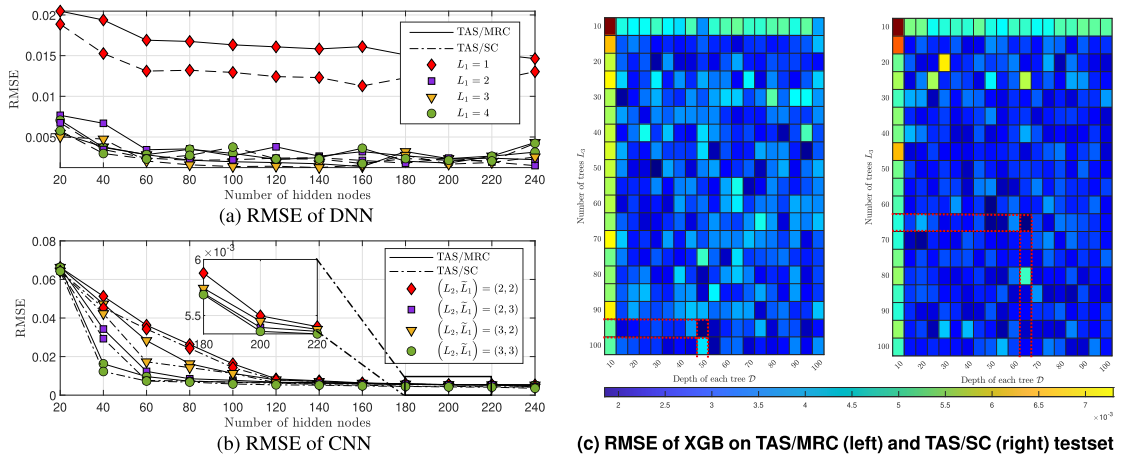 0.02
0.015
0.01
0.005
RMSE
TAS/MRC
TAS/SC
L₁ = 1
L₁ = 2
L₁ = 3
L₁ = 4
20 40 60 80 100 120 140 160 180 200 220 240
Number of hidden nodes
(a) RMSE of DNN
0.08
0.06
0.04
0.02
0
RMSE
6 ×10⁻³
5.5
180 200 220
TAS/MRC
TAS/SC
(L₂, L̃₁) = (2, 2)
(L₂, L̃₁) = (2, 3)
(L₂, L̃₁) = (3, 2)
(L₂, L̃₁) = (3, 3)
20 40 60 80 100 120 140 160 180 200 220 240
Number of hidden nodes
(b) RMSE of CNN
10
20
30
40
50
60
70
80
90
100
Number of trees L₃
10 20 30 40 50 60 70 80 90 100
Depth of each tree 𝒟
10
20
30
40
50
60
70
80
90
100
Number of trees L₃
10 20 30 40 50 60 70 80 90 100
Depth of each tree 𝒟
2 2.5 3 3.5 4 4.5 5 5.5 6 6.5 7
×10⁻³
(c) RMSE of XGB on TAS/MRC (left) and TAS/SC (right) testset